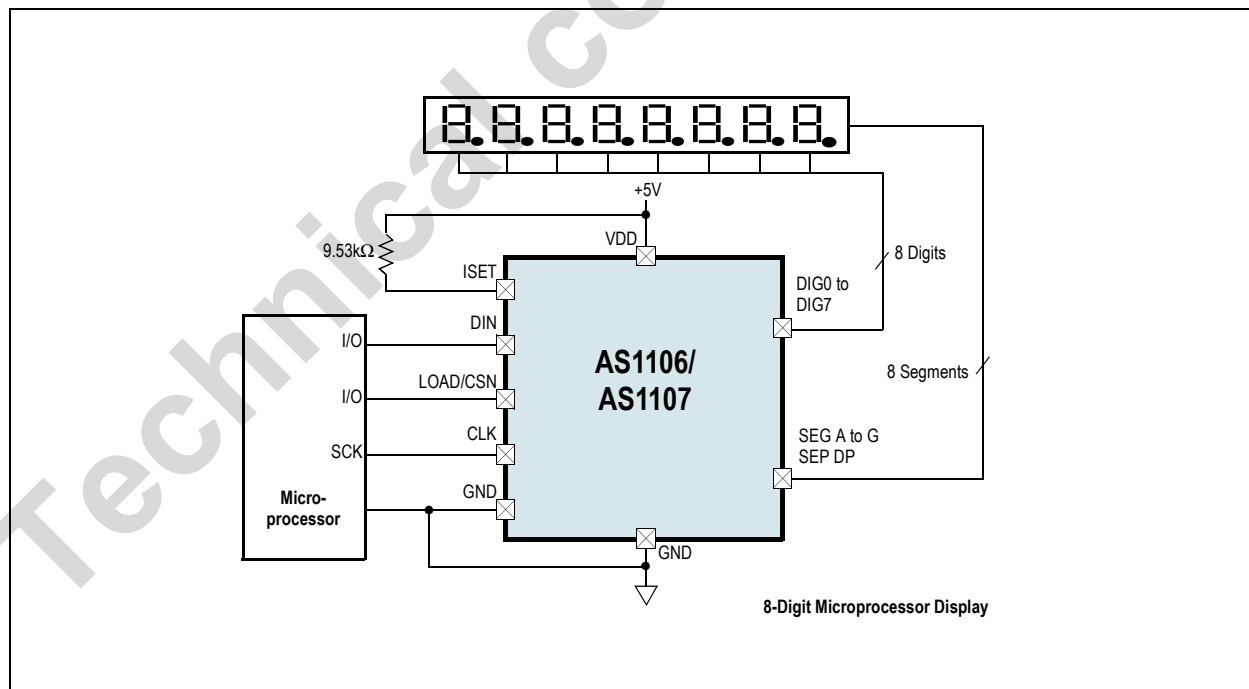 Technical co
+5V
9.53kΩ
VDD
ISET
8 Digits
DIG0 to
DIG7
DIN
I/O
LOAD/CSN
I/O
AS1106/
AS1107
8 Segments
CLK
SCK
SEG A to G
SEP DP
GND
Micro-
processor
GND
8-Digit Microprocessor Display